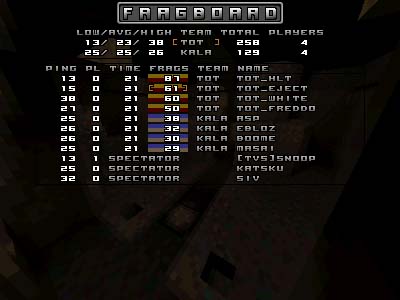 FRAGBOARD
LOW/AVG/HIGH TEAM TOTAL PLAYERS
13/ 23/ 38 [TOT ] 258 4
25/ 25/ 26 KALA 129 4
PING PL TIME FRAGS TEAM NAME
13 0 21 87 TOT TOT_HLT
15 0 21 [ 61] TOT TOT_EJECT
38 0 21 60 TOT TOT_WHITE
27 0 21 50 TOT TOT_FREDDO
25 0 21 38 KALA ASP
26 0 21 32 KALA EBLOZ
26 0 21 30 KALA BOOME
25 0 21 29 KALA MASAI
13 1 SPECTATOR [TVS]SNOOP
25 0 SPECTATOR KATSKU
32 0 SPECTATOR SIV